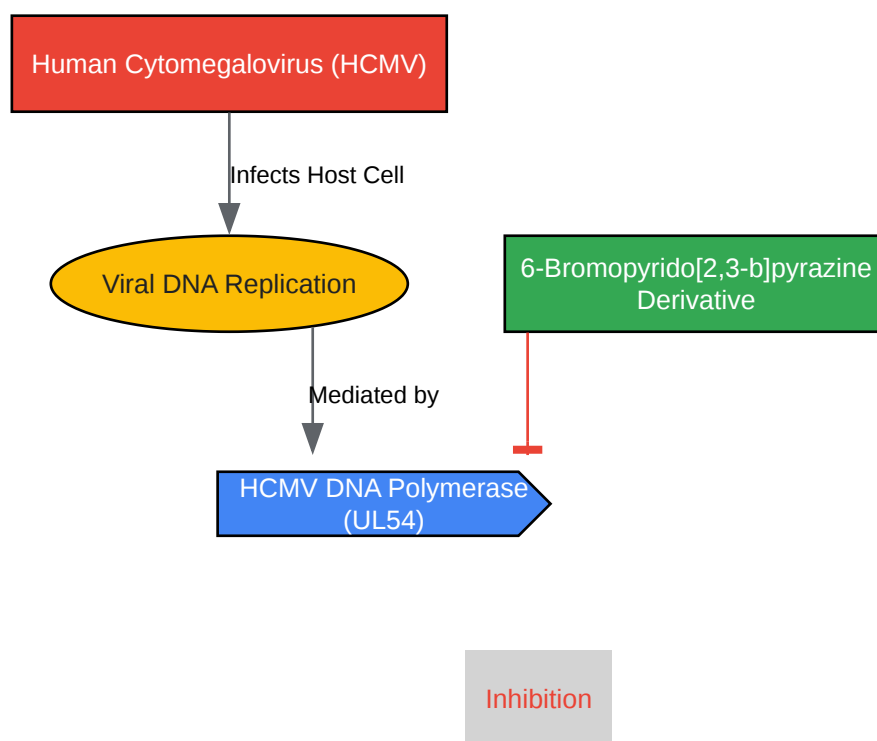 Human Cytomegalovirus (HCMV)
Infects Host Cell
Viral DNA Replication
6-Bromopyrido[2,3-b]pyrazine
Derivative
Mediated by
HCMV DNA Polymerase
(UL54)
Inhibition